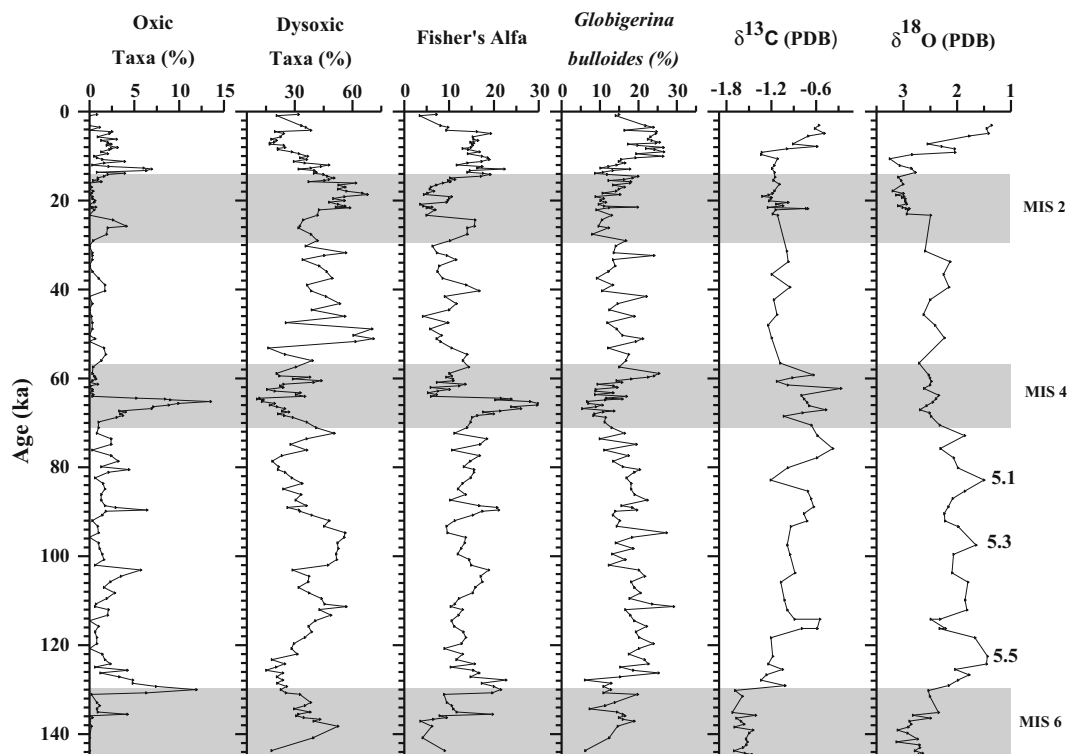 Oxic
Taxa (%)
Dysoxic
Taxa (%)
Fisher's Alfa
Globigerina
bulloides (%)
δ13C (PDB)
δ18O (PDB)
0 5 10 15
30 60
0 10 20 30
0 10 20 30
-1.8 -1.2 -0.6
3 2 1
0
20
40
60
80
100
120
140
Age (ka)
MIS 2
MIS 4
5.1
5.3
5.5
MIS 6